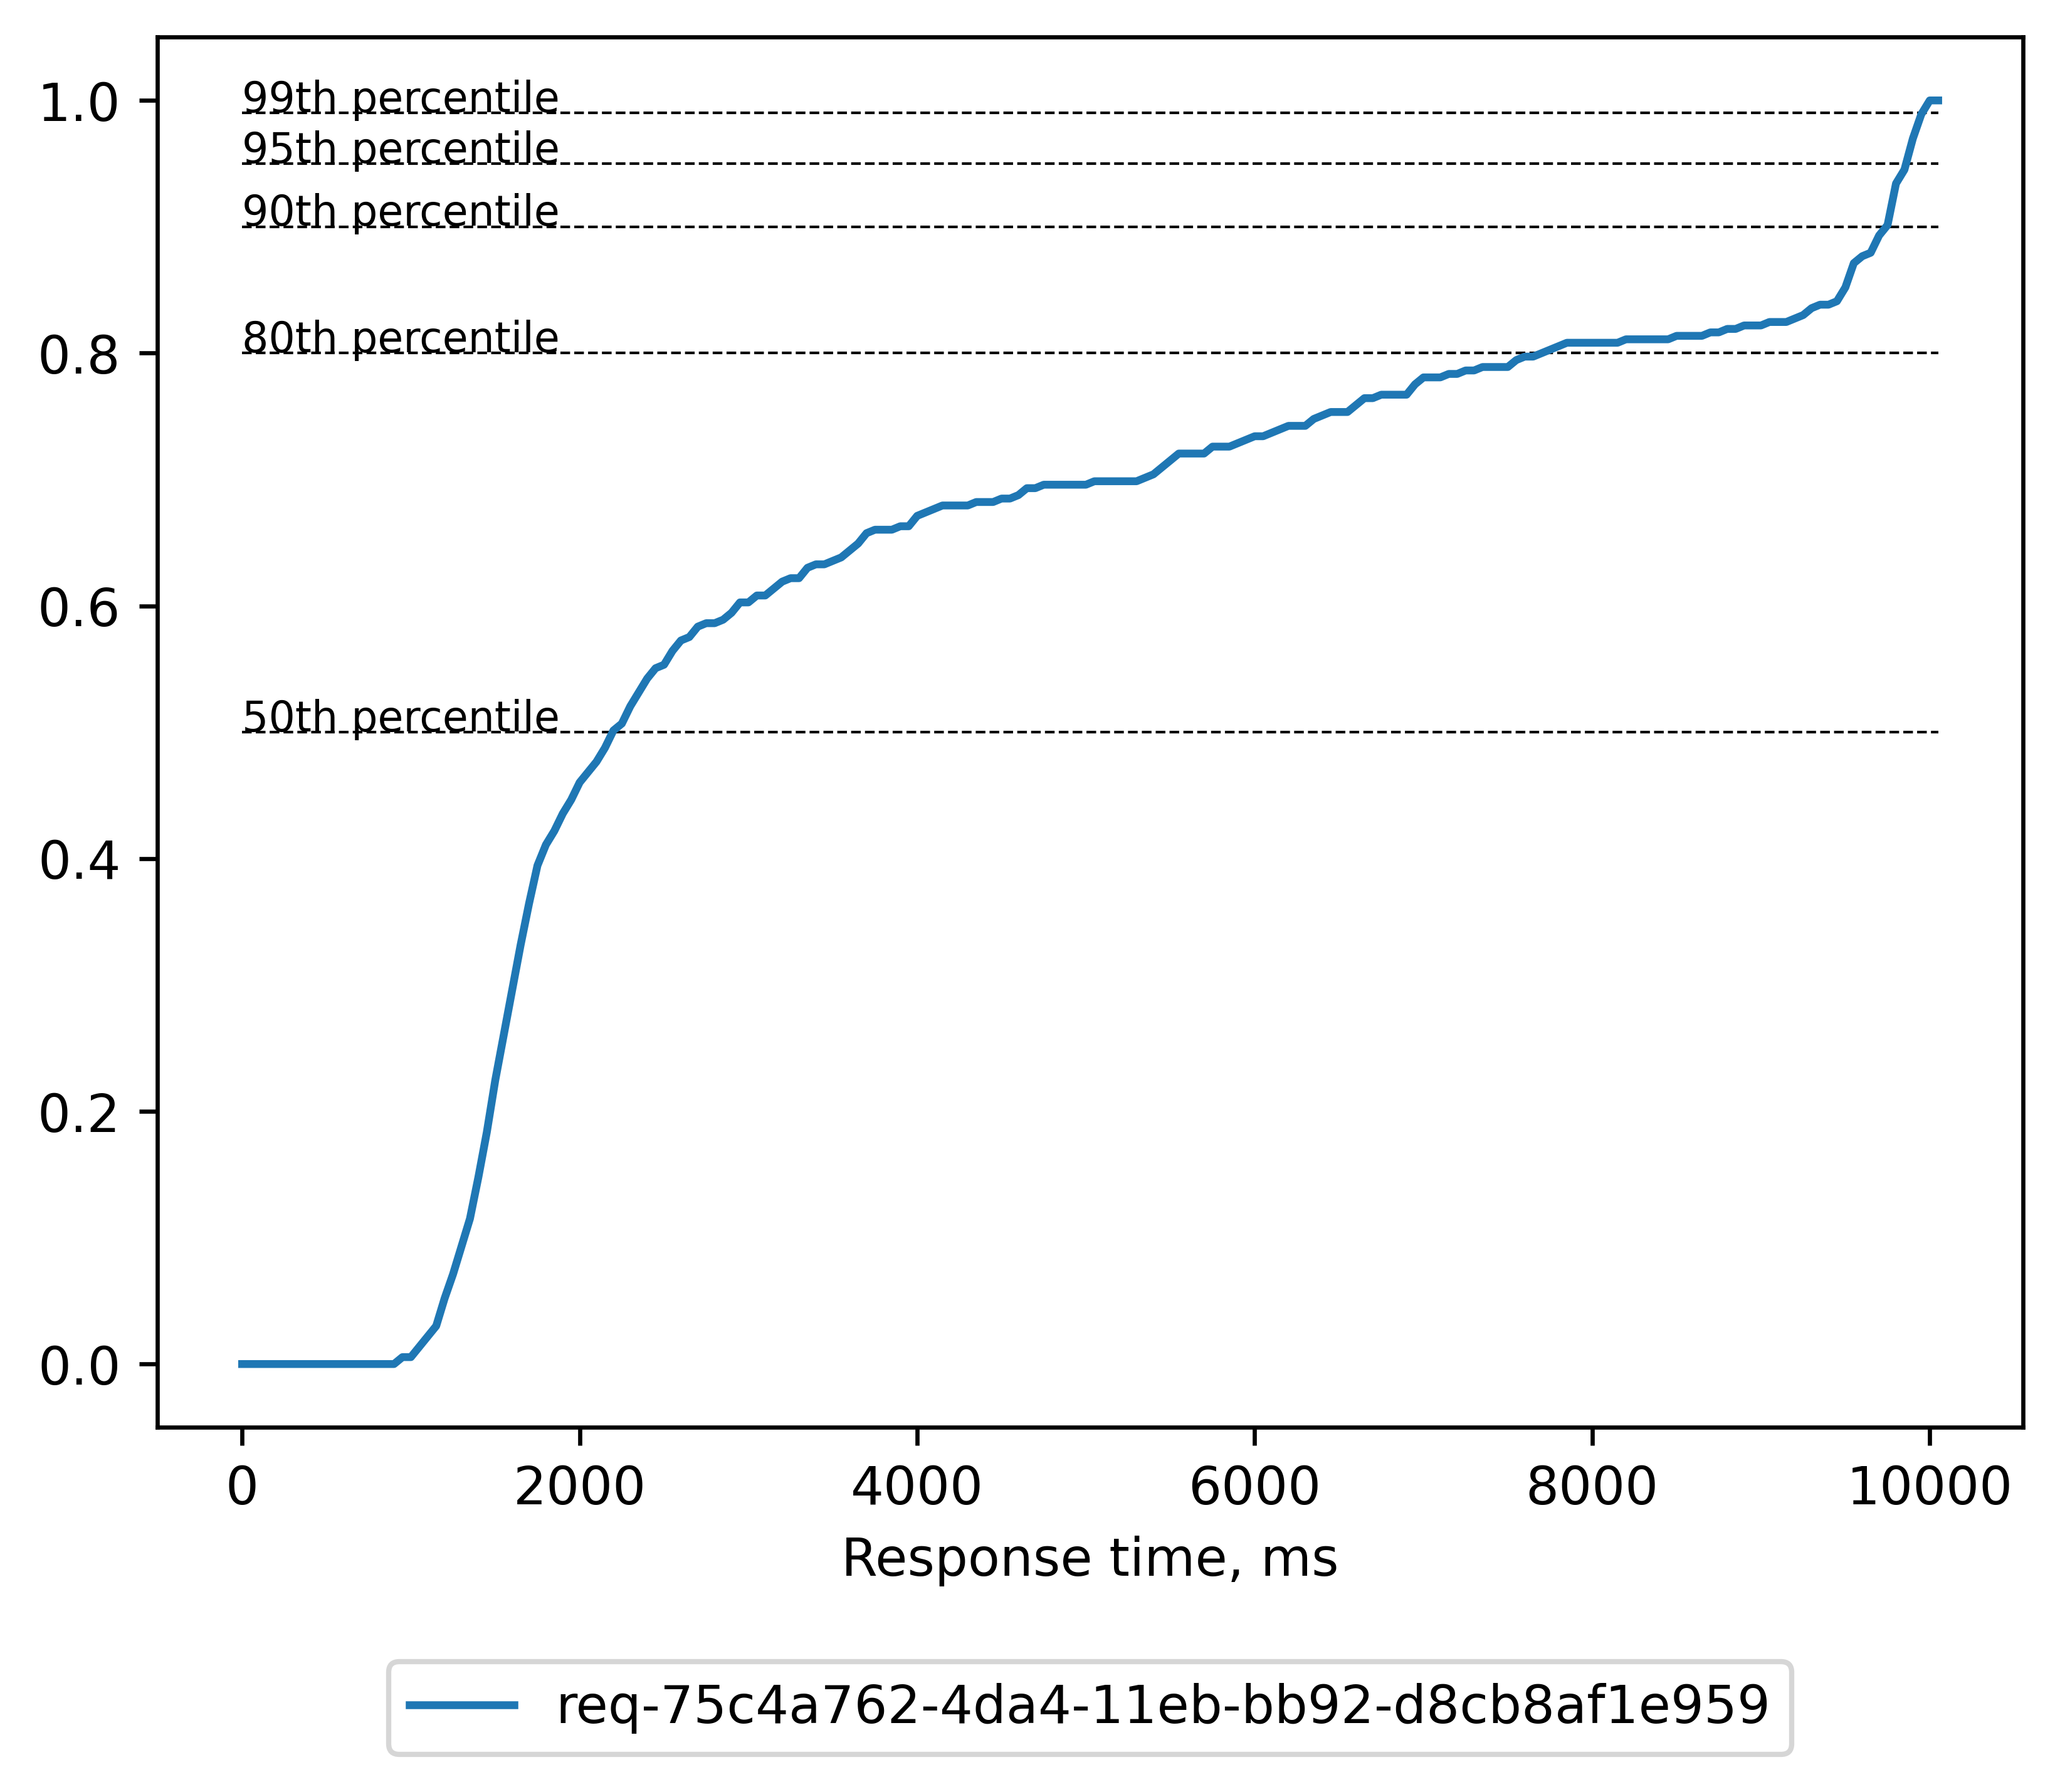 1.0
99th percentile
95th percentile
90th percentile
0.8
80th percentile
0.6
50th percentile
0.4
0.2
0.0
0 2000 4000 6000 8000 10000
Response time, ms
req-75c4a762-4da4-11eb-bb92-d8cb8af1e959